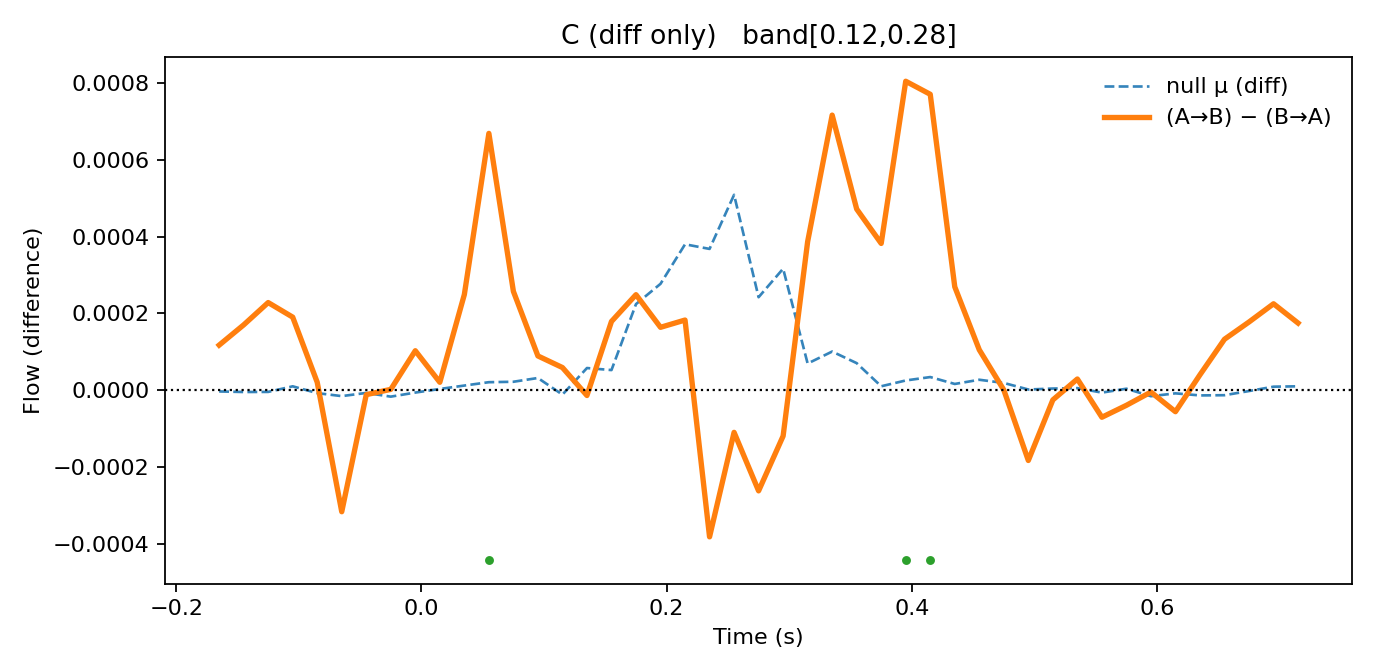 C (diff only)   band[0.12,0.28]
null μ (diff)
(A→B) − (B→A)
Flow (difference)
0.0008
0.0006
0.0004
0.0002
0.0000
−0.0002
−0.0004
−0.2
0.0
0.2
0.4
0.6
Time (s)